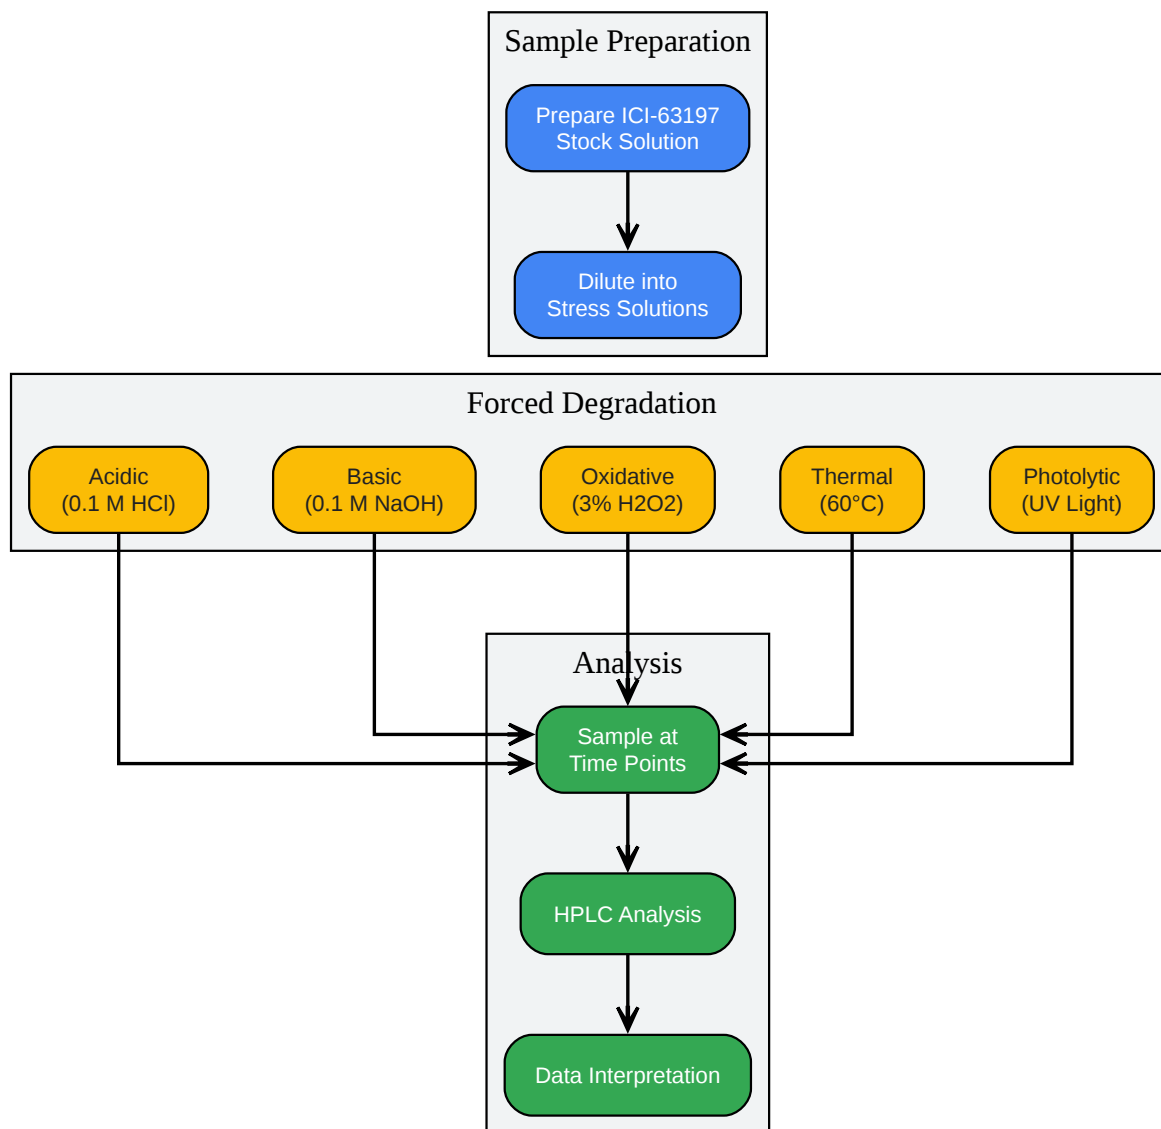 Sample Preparation
Prepare ICI-63197
Stock Solution
Dilute into
Stress Solutions
Forced Degradation
Acidic
(0.1 M HCl)
Basic
(0.1 M NaOH)
Oxidative
(3% H2O2)
Thermal
(60°C)
Photolytic
(UV Light)
Analysis
Sample at
Time Points
HPLC Analysis
Data Interpretation